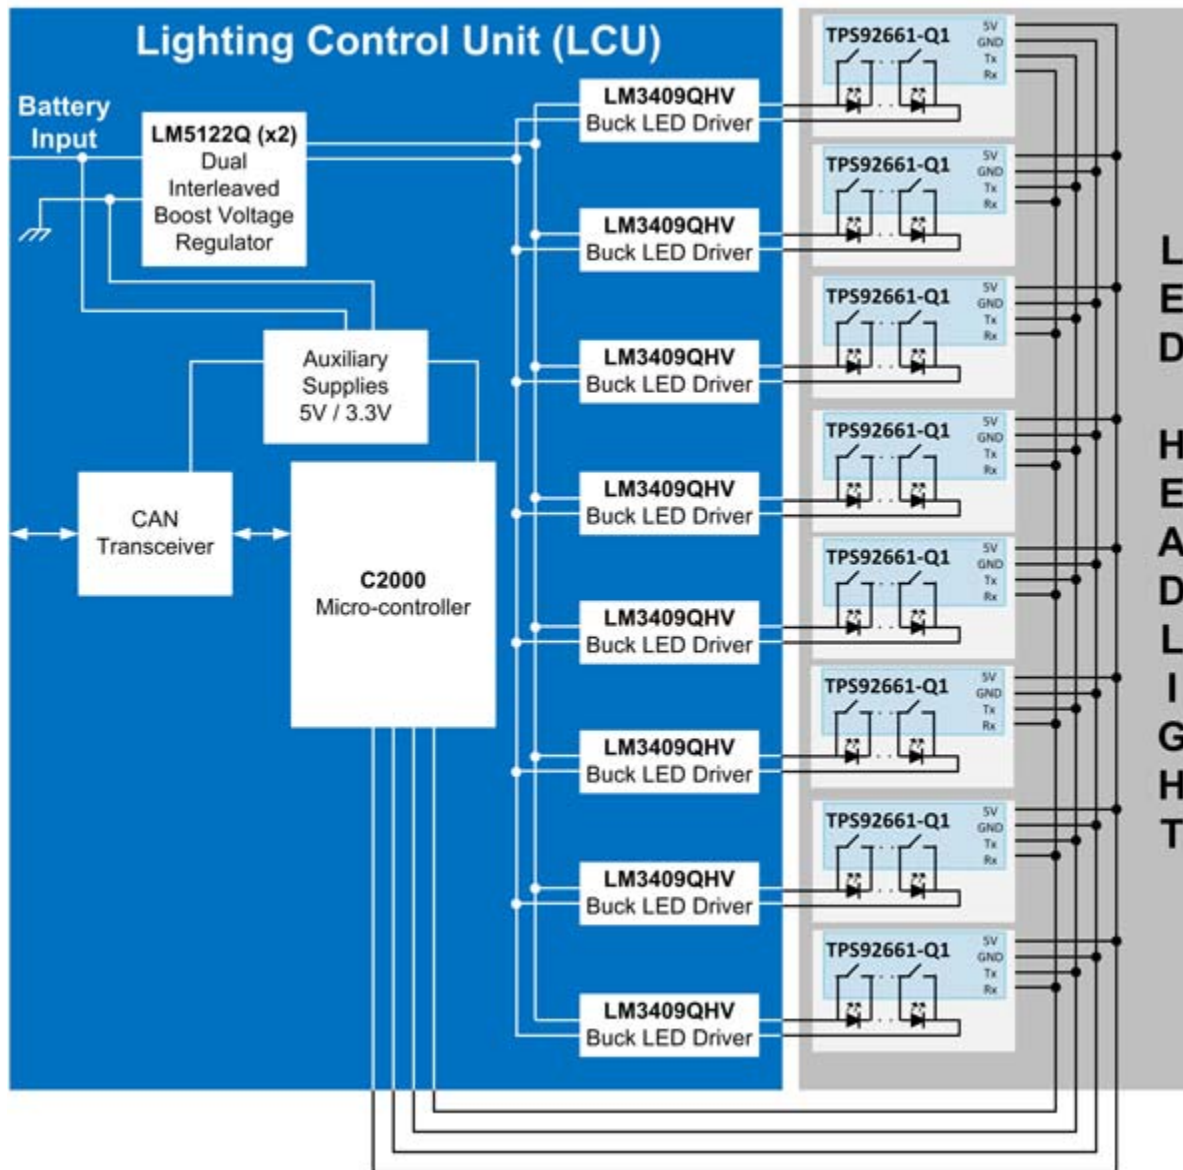 Lighting Control Unit (LCU)
Battery
Input
LM5122Q (x2)
Dual
Interleaved
Boost Voltage
Regulator
Auxiliary
Supplies
5V / 3.3V
CAN
Transceiver
C2000
Micro-controller
LM3409QHV
Buck LED Driver
LM3409QHV
Buck LED Driver
LM3409QHV
Buck LED Driver
LM3409QHV
Buck LED Driver
LM3409QHV
Buck LED Driver
LM3409QHV
Buck LED Driver
LM3409QHV
Buck LED Driver
LM3409QHV
Buck LED Driver
TPS92661-Q1
5V
GND
Tx
Rx
TPS92661-Q1
5V
GND
Tx
Rx
TPS92661-Q1
5V
GND
Tx
Rx
TPS92661-Q1
5V
GND
Tx
Rx
TPS92661-Q1
5V
GND
Tx
Rx
TPS92661-Q1
5V
GND
Tx
Rx
TPS92661-Q1
5V
GND
Tx
Rx
TPS92661-Q1
5V
GND
Tx
Rx
LED HEADLIGHT